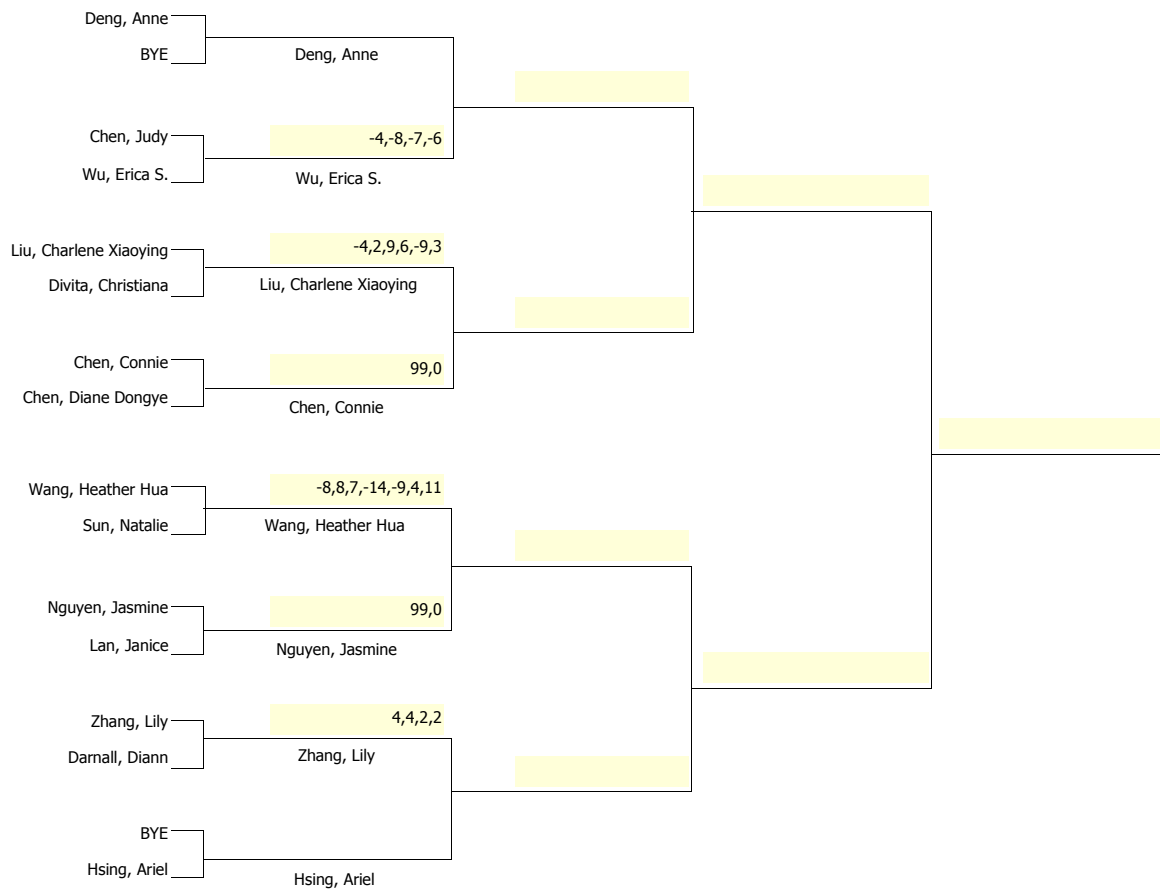 Deng, Anne
BYE
Deng, Anne
Chen, Judy
Wu, Erica S.
-4,-8,-7,-6
Wu, Erica S.
Liu, Charlene Xiaoying
Divita, Christiana
-4,2,9,6,-9,3
Liu, Charlene Xiaoying
Chen, Connie
Chen, Diane Dongye
99,0
Chen, Connie
Wang, Heather Hua
Sun, Natalie
-8,8,7,-14,-9,4,11
Wang, Heather Hua
Nguyen, Jasmine
Lan, Janice
99,0
Nguyen, Jasmine
Zhang, Lily
Darnall, Diann
4,4,2,2
Zhang, Lily
BYE
Hsing, Ariel
Hsing, Ariel